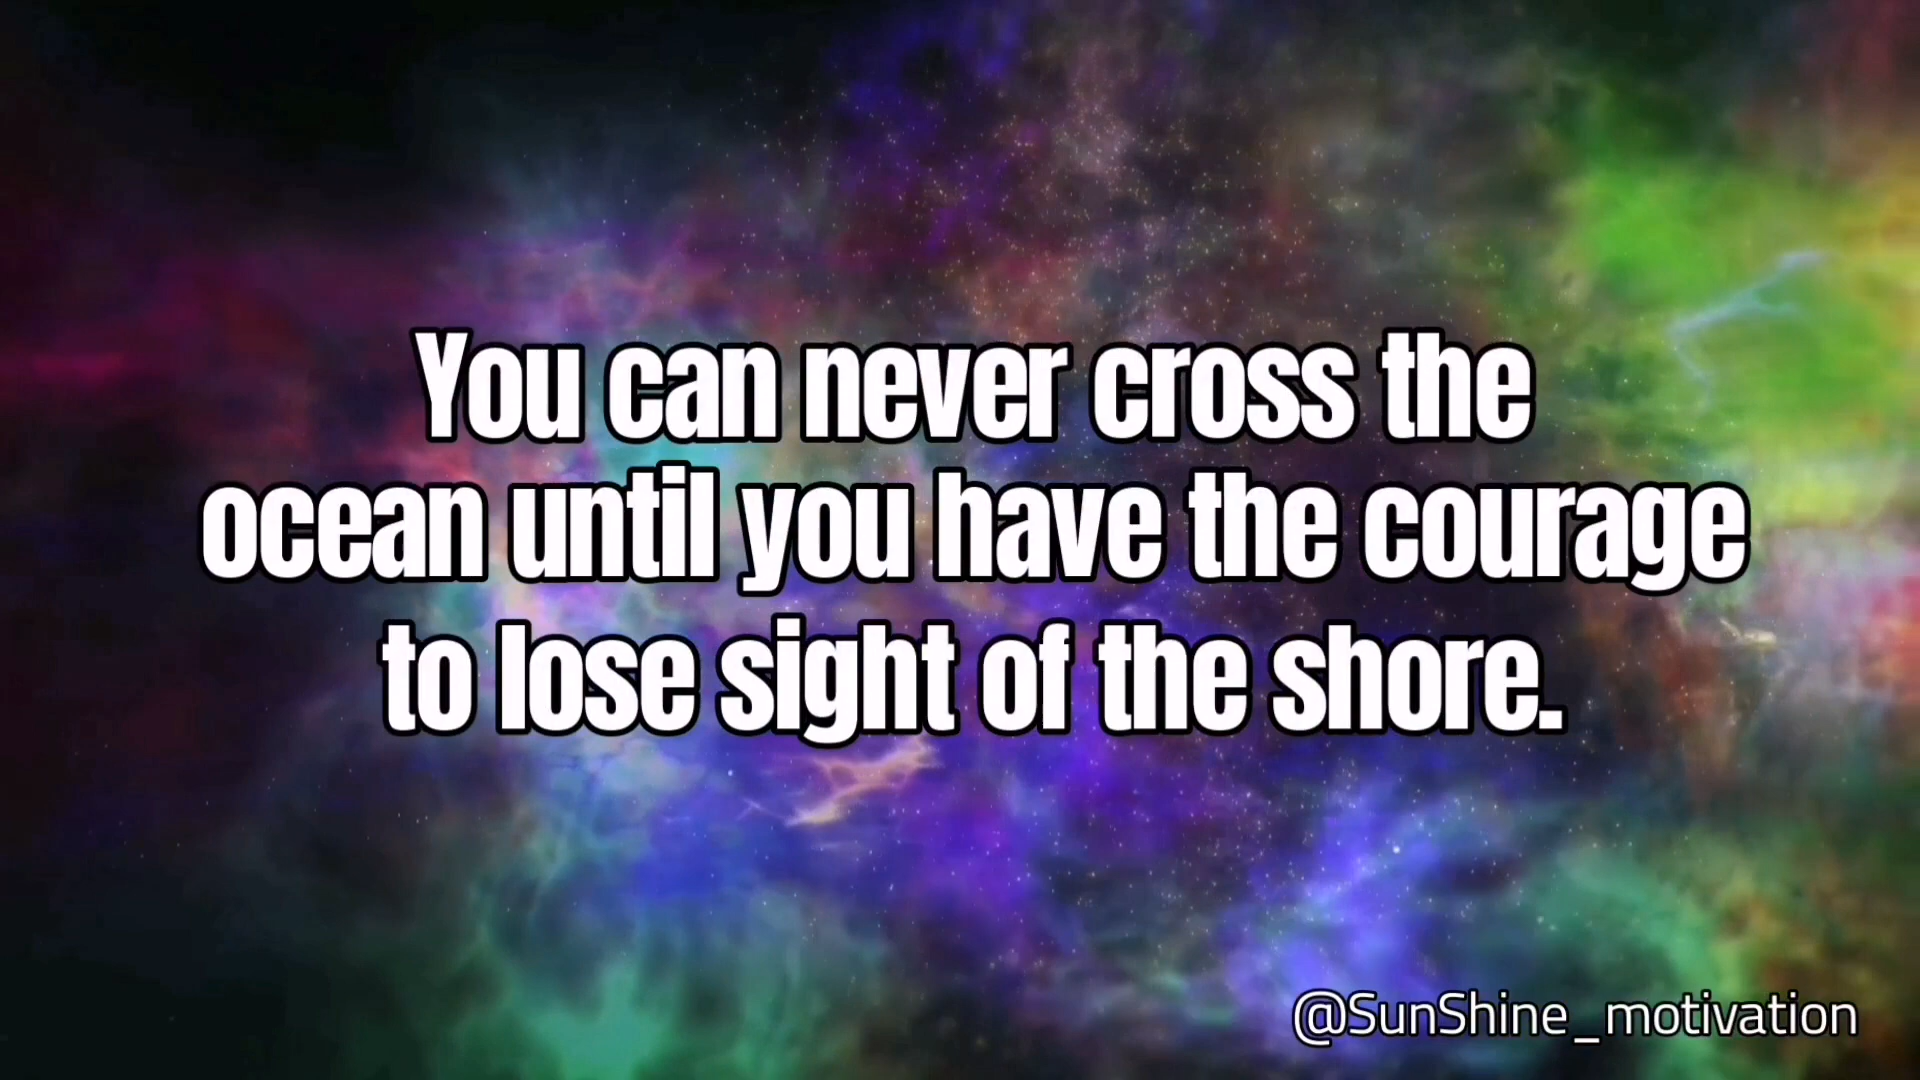 You can never cross the
ocean until you have the courage
to lose sight of the shore.
@SunShine_motivation